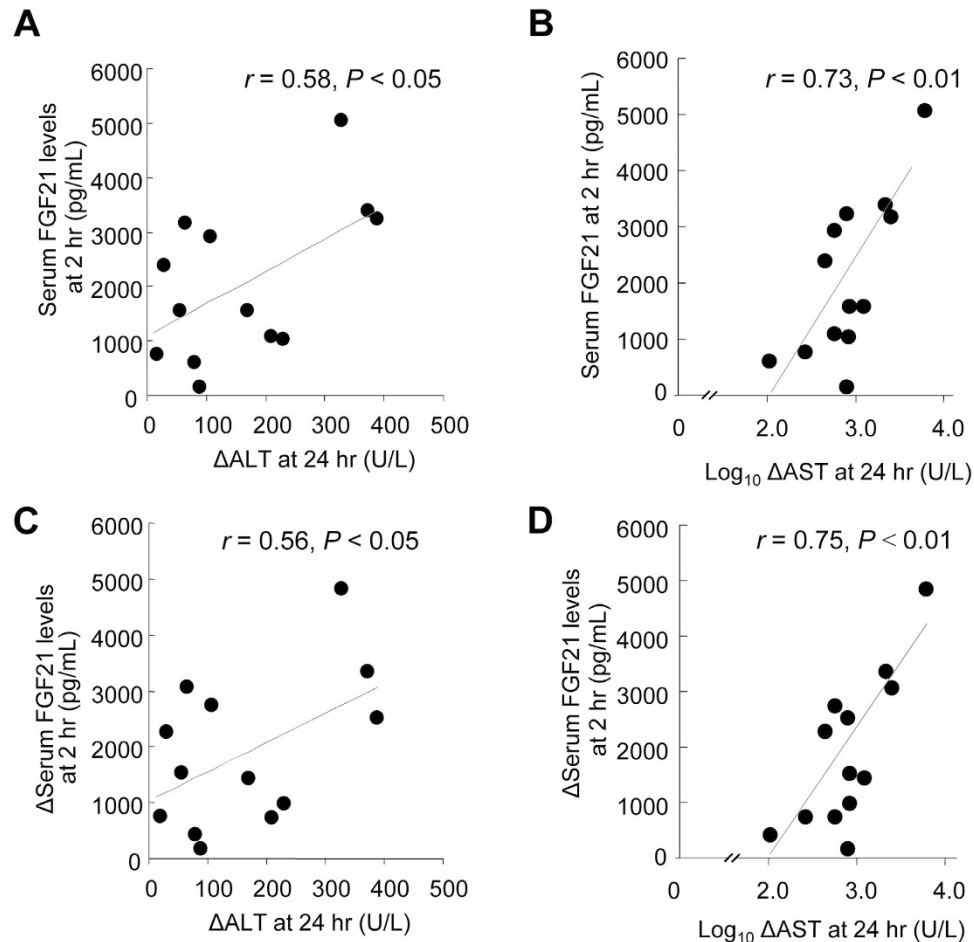 A
r = 0.58, P < 0.05
Serum FGF21 levels
at 2 hr (pg/mL)
6000
5000
4000
3000
2000
1000
0
0 100 200 300 400 500
ΔALT at 24 hr (U/L)
B
r = 0.73, P < 0.01
Serum FGF21 at 2 hr (pg/mL)
6000
5000
4000
3000
2000
1000
0
0 2.0 3.0 4.0
Log₁₀ ΔAST at 24 hr (U/L)
C
r = 0.56, P < 0.05
ΔSerum FGF21 levels
at 2 hr (pg/mL)
6000
5000
4000
3000
2000
1000
0
0 100 200 300 400 500
ΔALT at 24 hr (U/L)
D
r = 0.75, P < 0.01
ΔSerum FGF21 levels
at 2 hr (pg/mL)
6000
5000
4000
3000
2000
1000
0
0 2.0 3.0 4.0
Log₁₀ ΔAST at 24 hr (U/L)